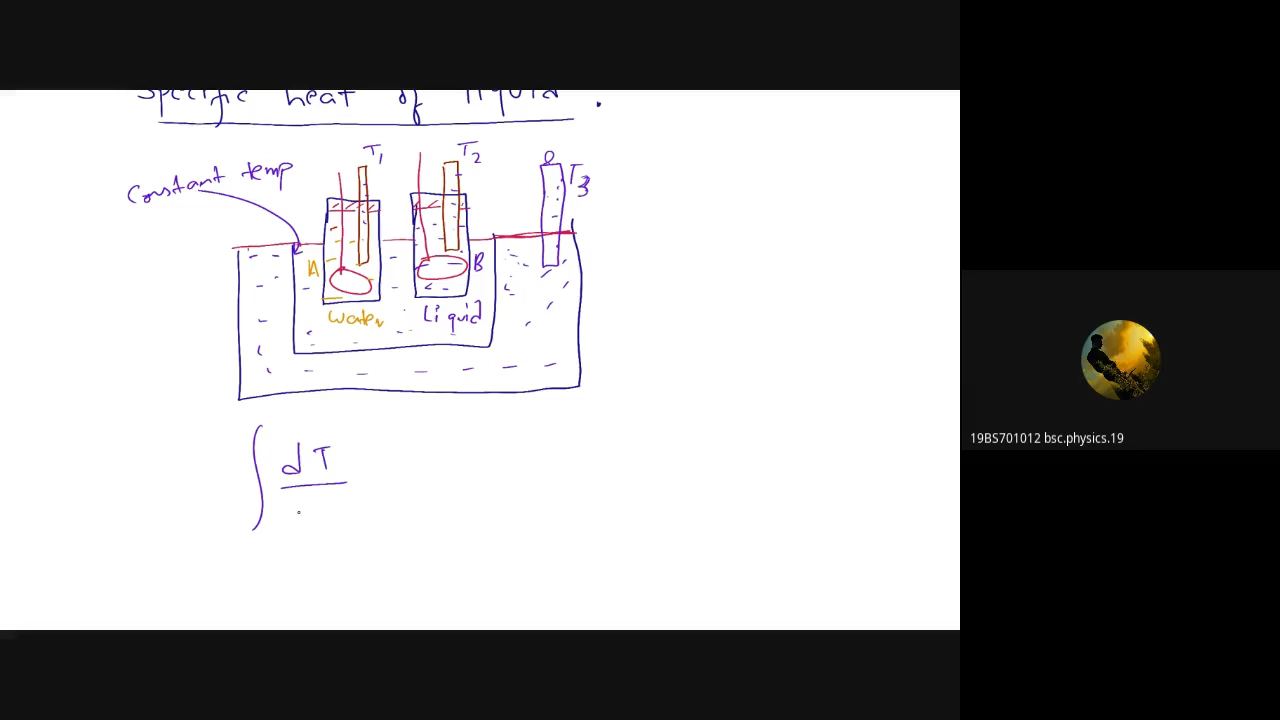 Specific heat of liquid.
T1 T2 T3
Constant temp
A B
Water Liquid
∫ dT
19BS701012 bsc.physics.19